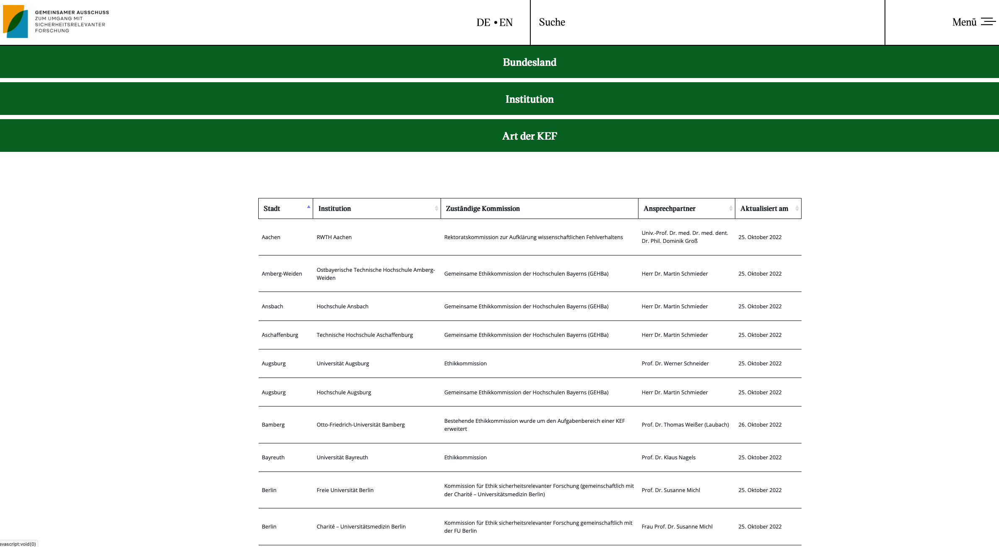 GEMEINSAMER AUSSCHUSS
ZUM UMGANG MIT
SICHERHEITSRELEVANTER
FORSCHUNG
DE • EN
Suche
Menü
Bundesland
Institution
Art der KEF
Stadt Institution Zuständige Kommission Ansprechpartner Aktualisiert am
Aachen RWTH Aachen Rektoratskommission zur Aufklärung wissenschaftlichen Fehlverhaltens Univ.-Prof. Dr. med. Dr. med. dent.
Dr. Phil. Dominik Groß 25. Oktober 2022
Amberg-Weiden Ostbayerische Technische Hochschule Amberg-
Weiden Gemeinsame Ethikkommission der Hochschulen Bayerns (GEHBa) Herr Dr. Martin Schmieder 25. Oktober 2022
Ansbach Hochschule Ansbach Gemeinsame Ethikkommission der Hochschulen Bayerns (GEHBa) Herr Dr. Martin Schmieder 25. Oktober 2022
Aschaffenburg Technische Hochschule Aschaffenburg Gemeinsame Ethikkommission der Hochschulen Bayerns (GEHBa) Herr Dr. Martin Schmieder 25. Oktober 2022
Augsburg Universität Augsburg Ethikkommission Prof. Dr. Werner Schneider 25. Oktober 2022
Augsburg Hochschule Augsburg Gemeinsame Ethikkommission der Hochschulen Bayerns (GEHBa) Herr Dr. Martin Schmieder 25. Oktober 2022
Bamberg Otto-Friedrich-Universität Bamberg Bestehende Ethikkommission wurde um den Aufgabenbereich einer KEF
erweitert Prof. Dr. Thomas Weißer (Laubach) 26. Oktober 2022
Bayreuth Universität Bayreuth Ethikkommission Prof. Dr. Klaus Nagels 25. Oktober 2022
Berlin Freie Universität Berlin Kommission für Ethik sicherheitsrelevanter Forschung (gemeinschaftlich mit
der Charité – Universitätsmedizin Berlin) Prof. Dr. Susanne Michl 25. Oktober 2022
Berlin Charité – Universitätsmedizin Berlin Kommission für Ethik sicherheitsrelevanter Forschung gemeinschaftlich mit
der FU Berlin Frau Prof. Dr. Susanne Michl 25. Oktober 2022
avascript:void(0)